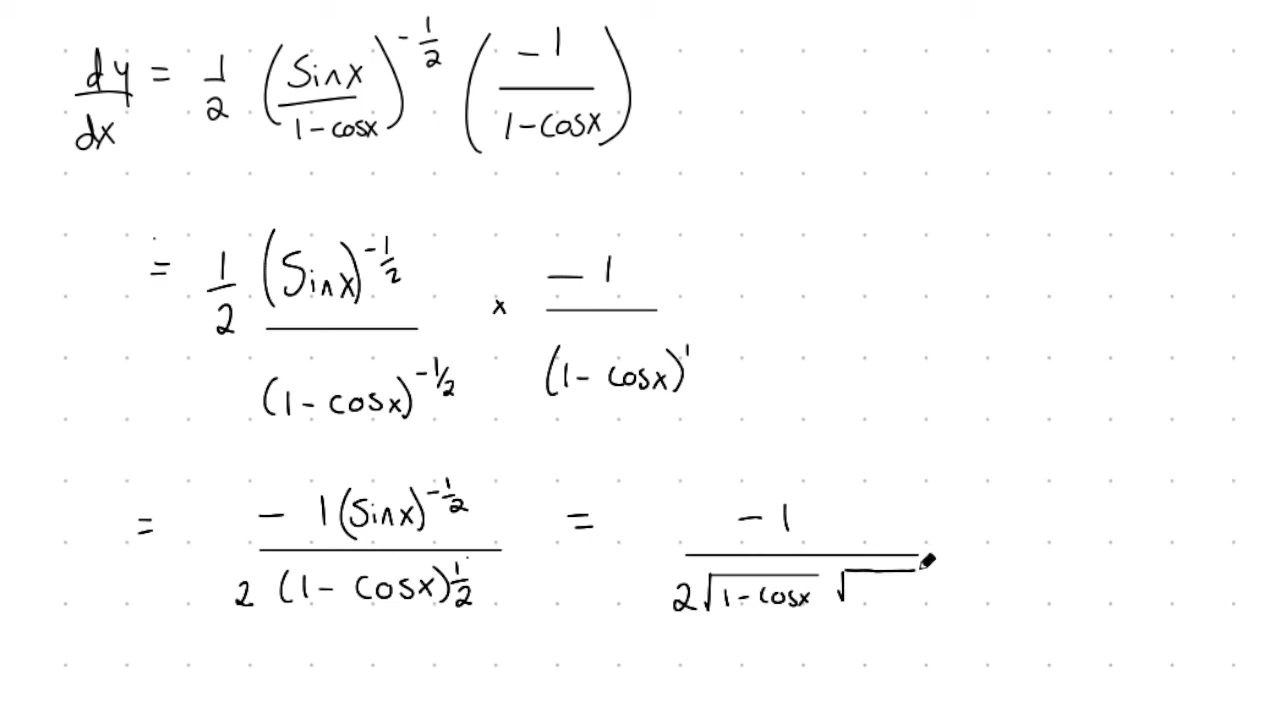 dy/dx = 1/2 (Sinx/1-cosx)^-1/2 (-1/1-cosx)
= 1/2 (Sinx)^-1/2/(1-cosx)^-1/2 x -1/(1-cosx)^1
= -1(Sinx)^-1/2/2(1-cosx)^1/2 = -1/2√1-cosx √